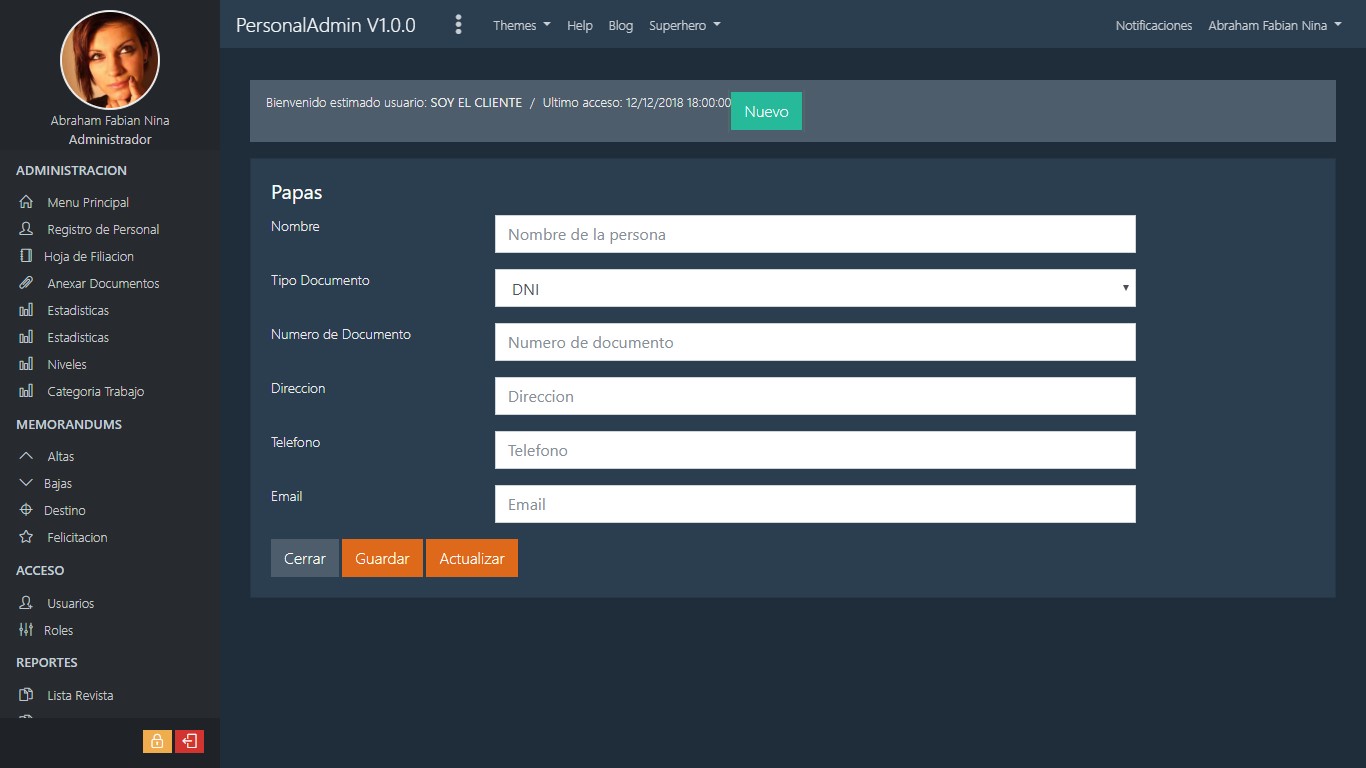 Abraham Fabian Nina
Administrador
ADMINISTRACION
Menu Principal
Registro de Personal
Hoja de Filiacion
Anexar Documentos
Estadisticas
Estadisticas
Niveles
Categoria Trabajo
MEMORANDUMS
Altas
Bajas
Destino
Felicitacion
ACCESO
Usuarios
Roles
REPORTES
Lista Revista
PersonalAdmin V1.0.0
Themes
Help
Blog
Superhero
Notificaciones
Abraham Fabian Nina
Bienvenido estimado usuario: SOY EL CLIENTE / Ultimo acceso: 12/12/2018 18:00:00
Nuevo
Papas
Nombre
Nombre de la persona
Tipo Documento
DNI
Numero de Documento
Numero de documento
Direccion
Direccion
Telefono
Telefono
Email
Email
Cerrar
Guardar
Actualizar